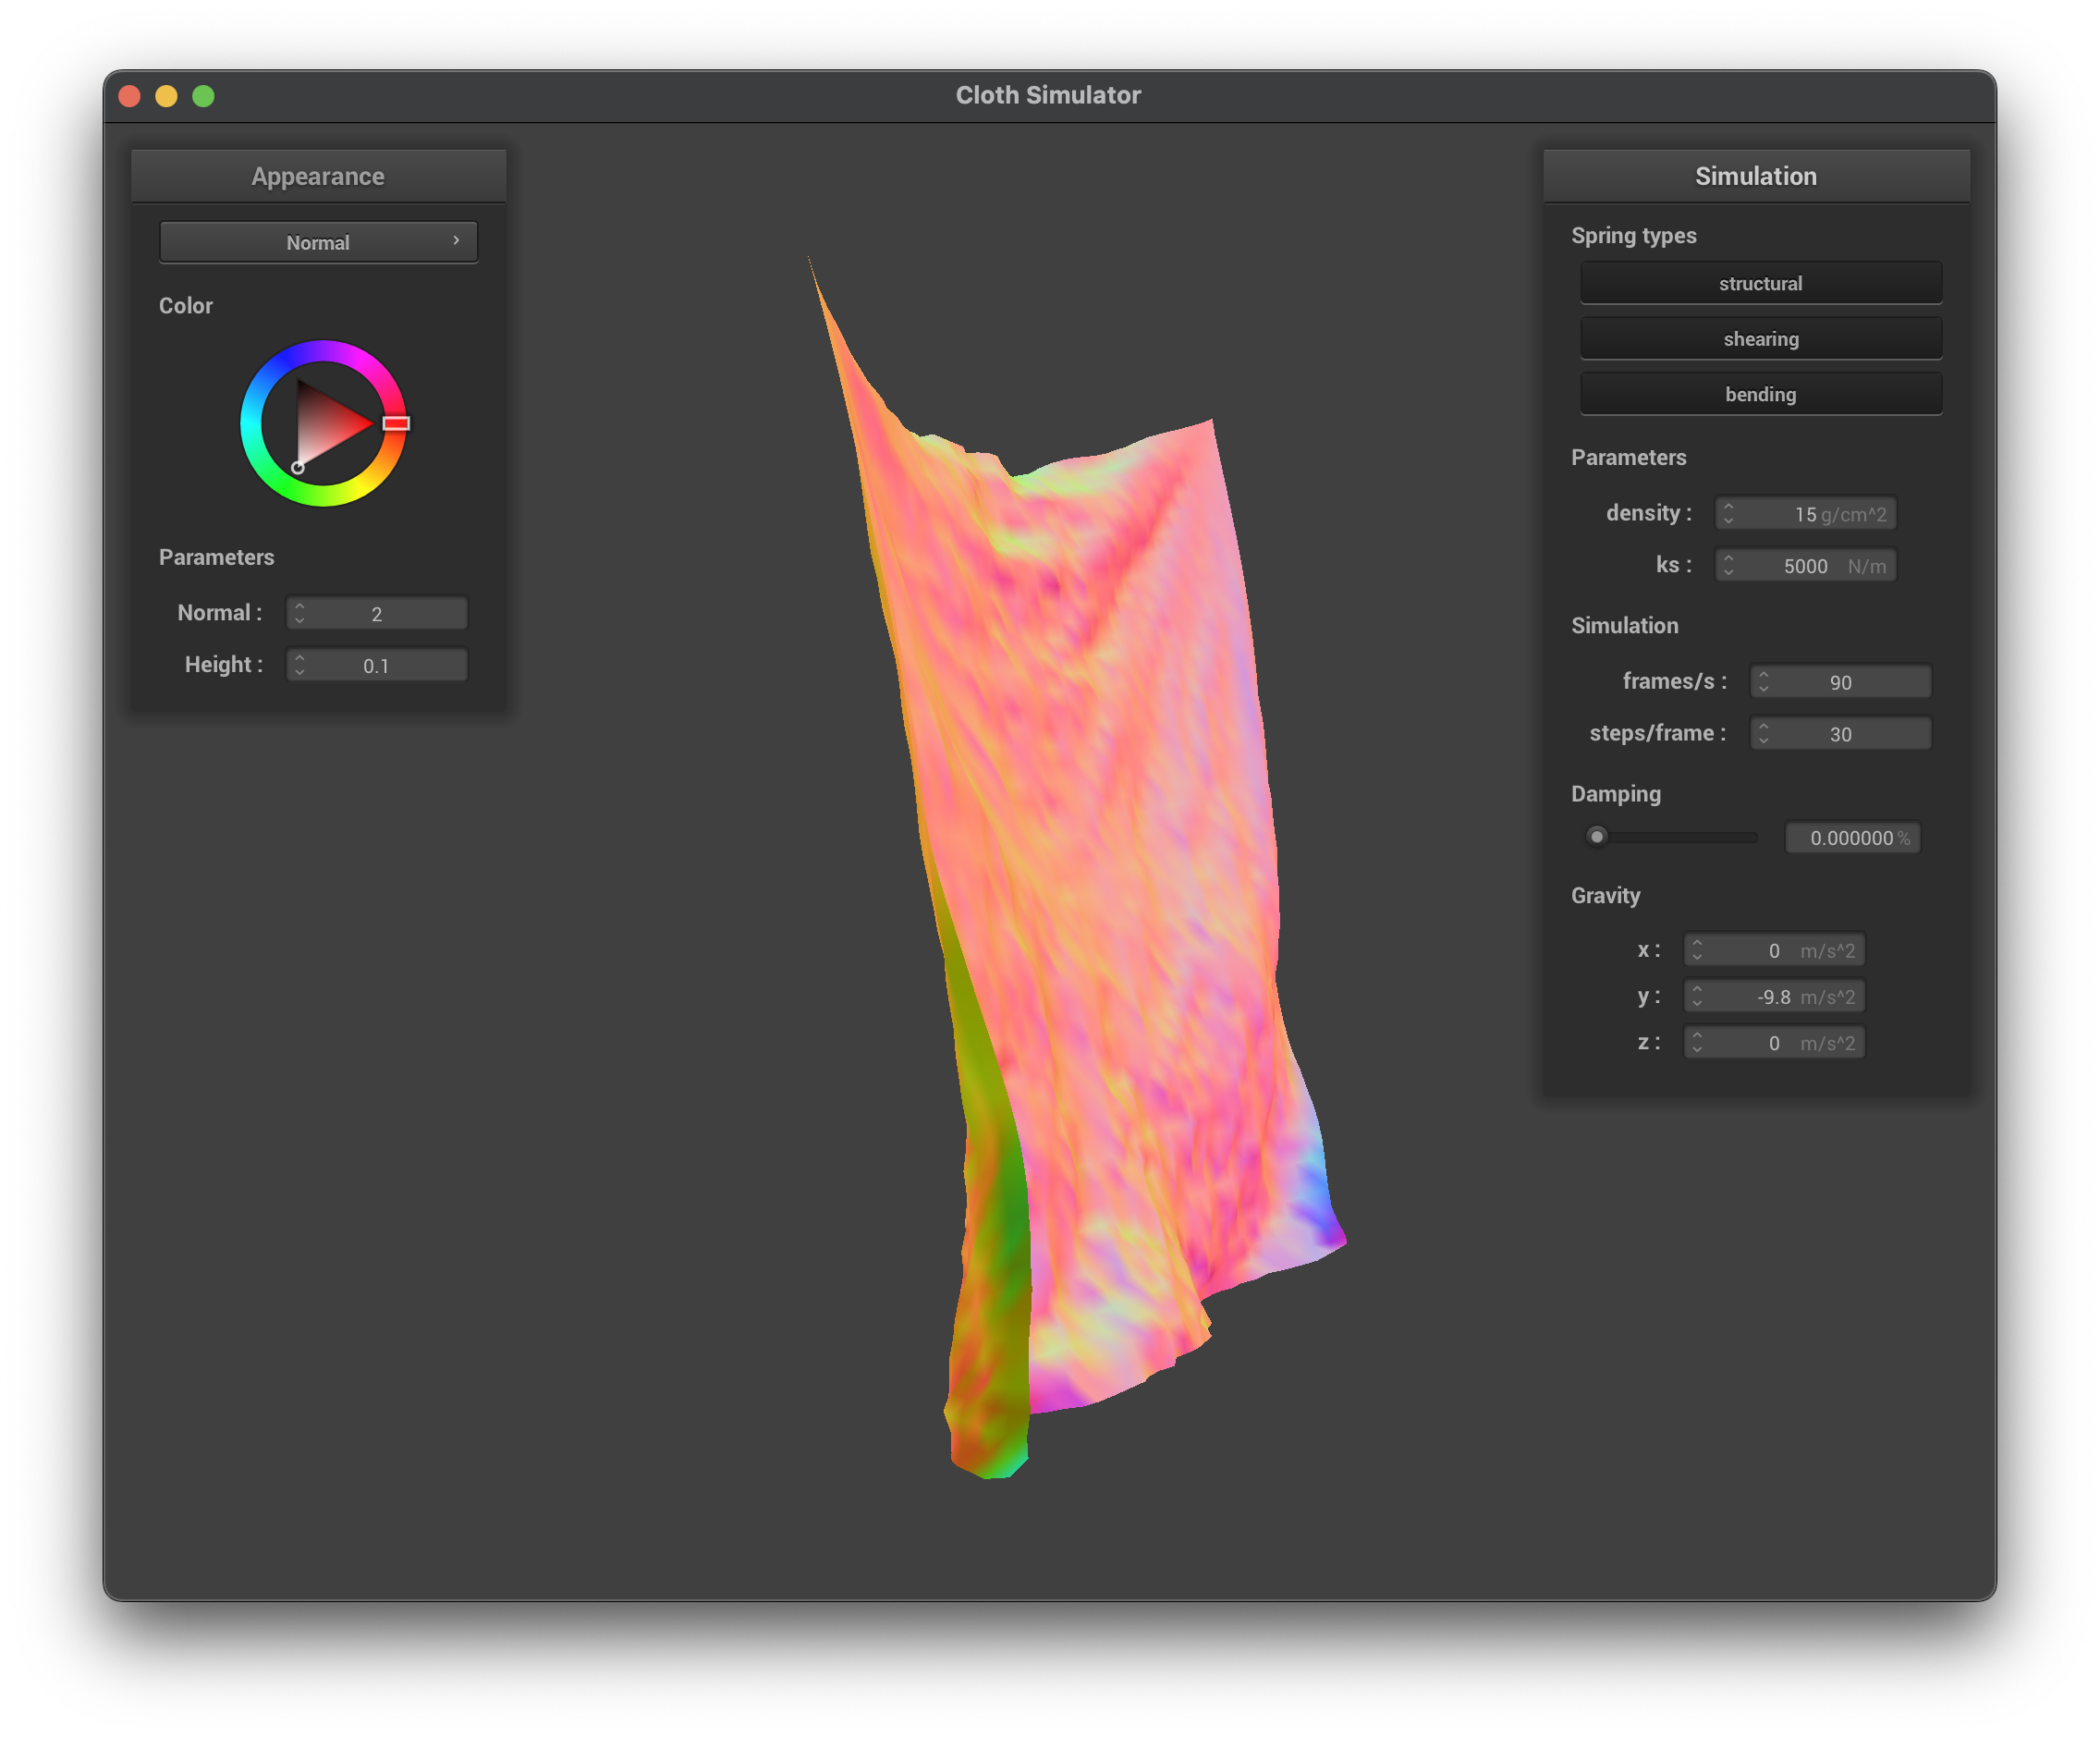 Cloth Simulator
Appearance
Normal
Color
Parameters
Normal : 2
Height : 0.1
Simulation
Spring types
structural
shearing
bending
Parameters
density : 15 g/cm^2
ks : 5000 N/m
Simulation
frames/s : 90
steps/frame : 30
Damping
0.000000 %
Gravity
x : 0 m/s^2
y : -9.8 m/s^2
z : 0 m/s^2